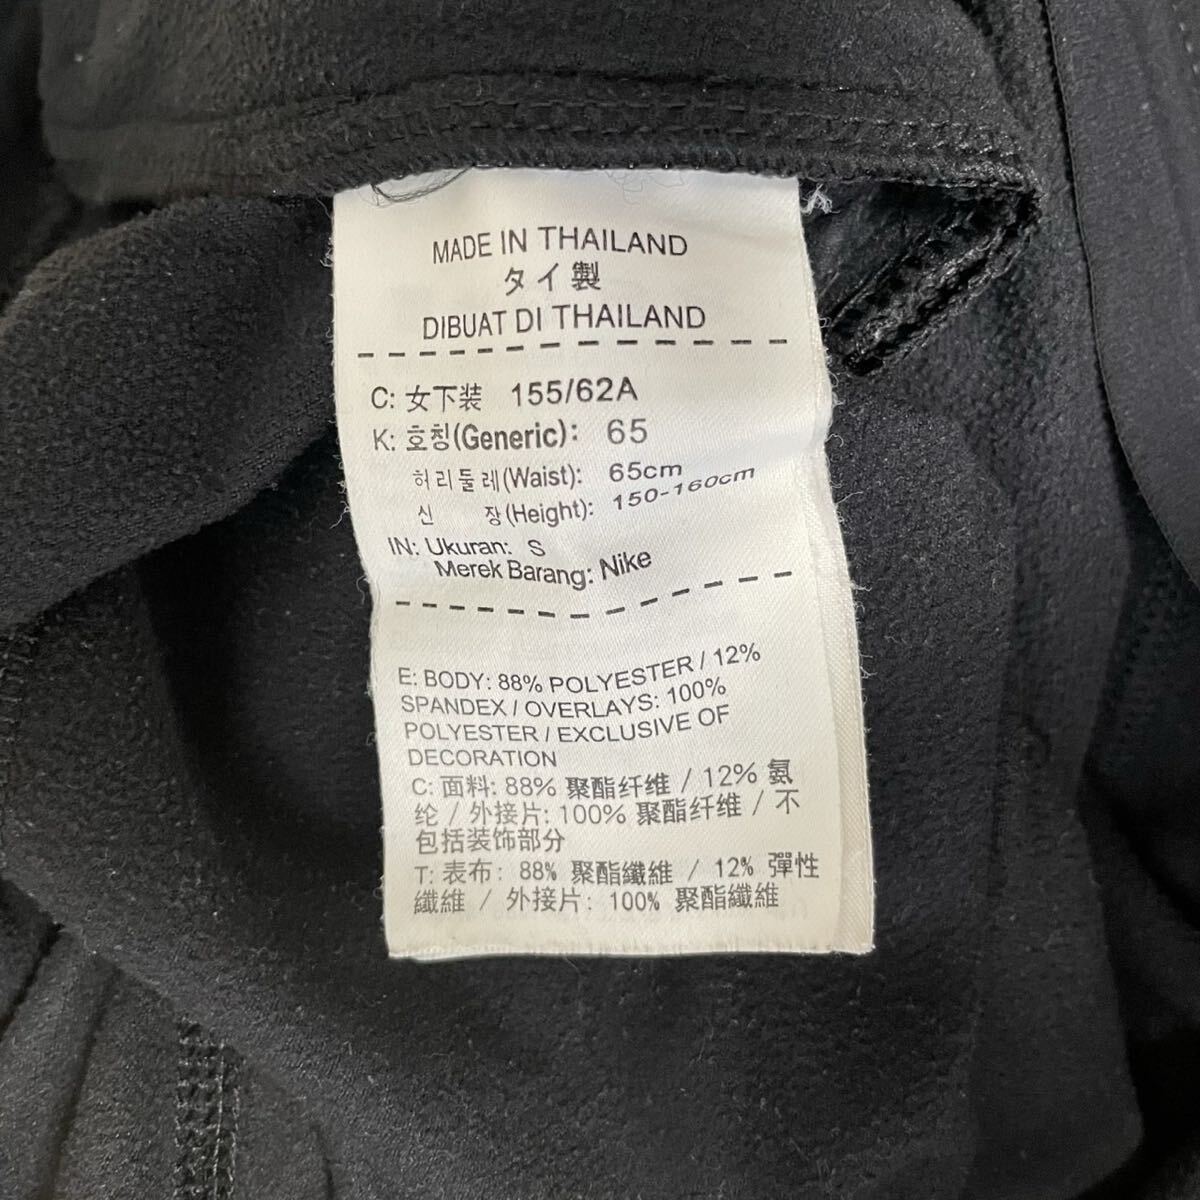 MADE IN THAILAND
タイ製
DIBUAT DI THAILAND
C: 女下装 155/62A
K: 호칭(Generic): 65
허리둘레(Waist): 65cm
신 장(Height): 150-160cm
IN: Ukuran: S
Merek Barang: Nike
E: BODY: 88% POLYESTER / 12%
SPANDEX / OVERLAYS: 100%
POLYESTER / EXCLUSIVE OF
DECORATION
C: 面料: 88% 聚酯纤维 / 12% 氨
纶 / 外接片: 100% 聚酯纤维 / 不
包括装饰部分
T: 表布: 88% 聚酯纖維 / 12% 彈性
纖維 / 外接片: 100% 聚酯纖維